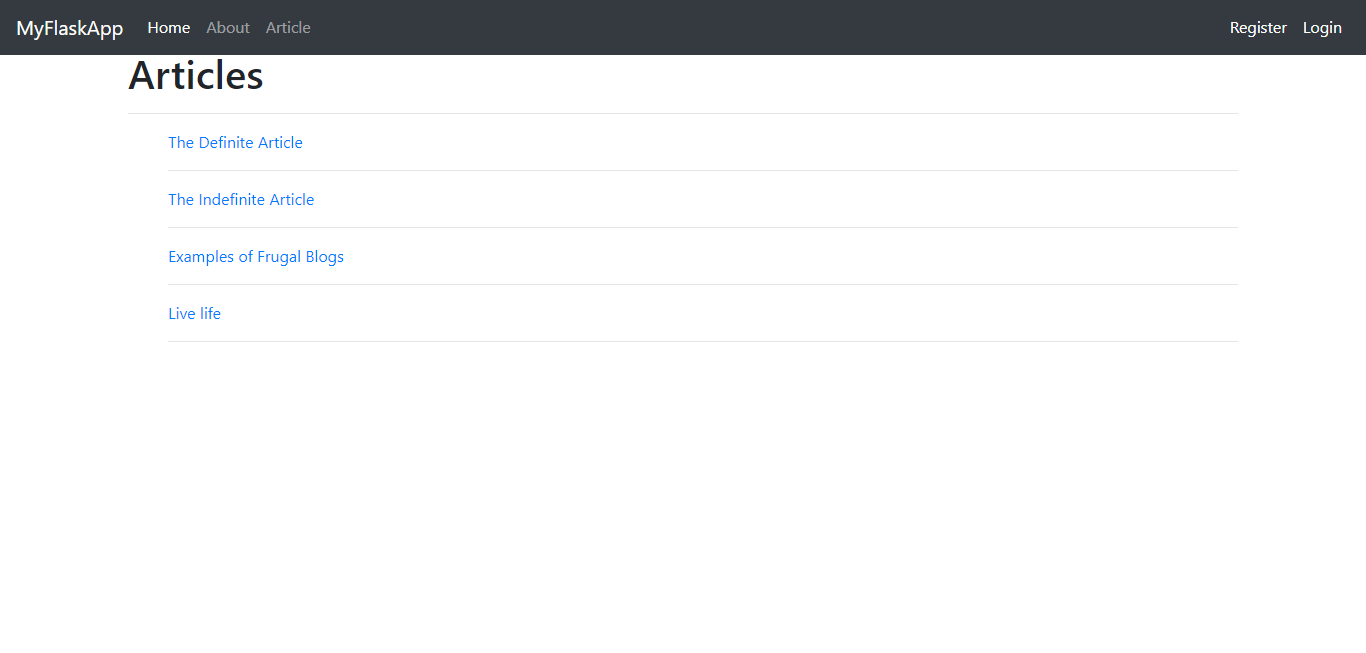 MyFlaskApp Home About Article Register Login
Articles
The Definite Article
The Indefinite Article
Examples of Frugal Blogs
Live life